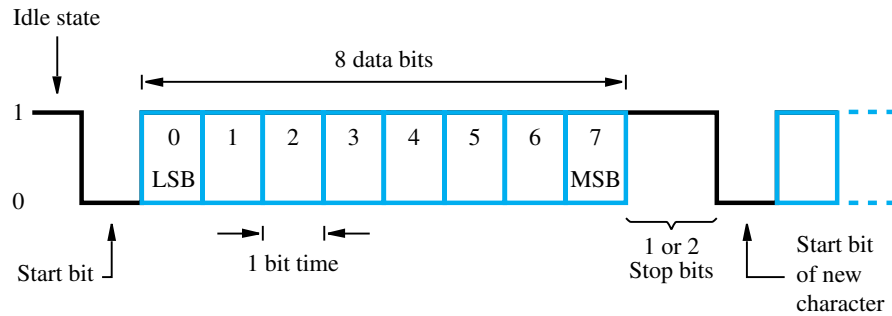 Idle state
8 data bits
1
0 1 2 3 4 5 6 7
LSB MSB
0
Start bit
1 bit time
1 or 2
Stop bits
Start bit
of new
character